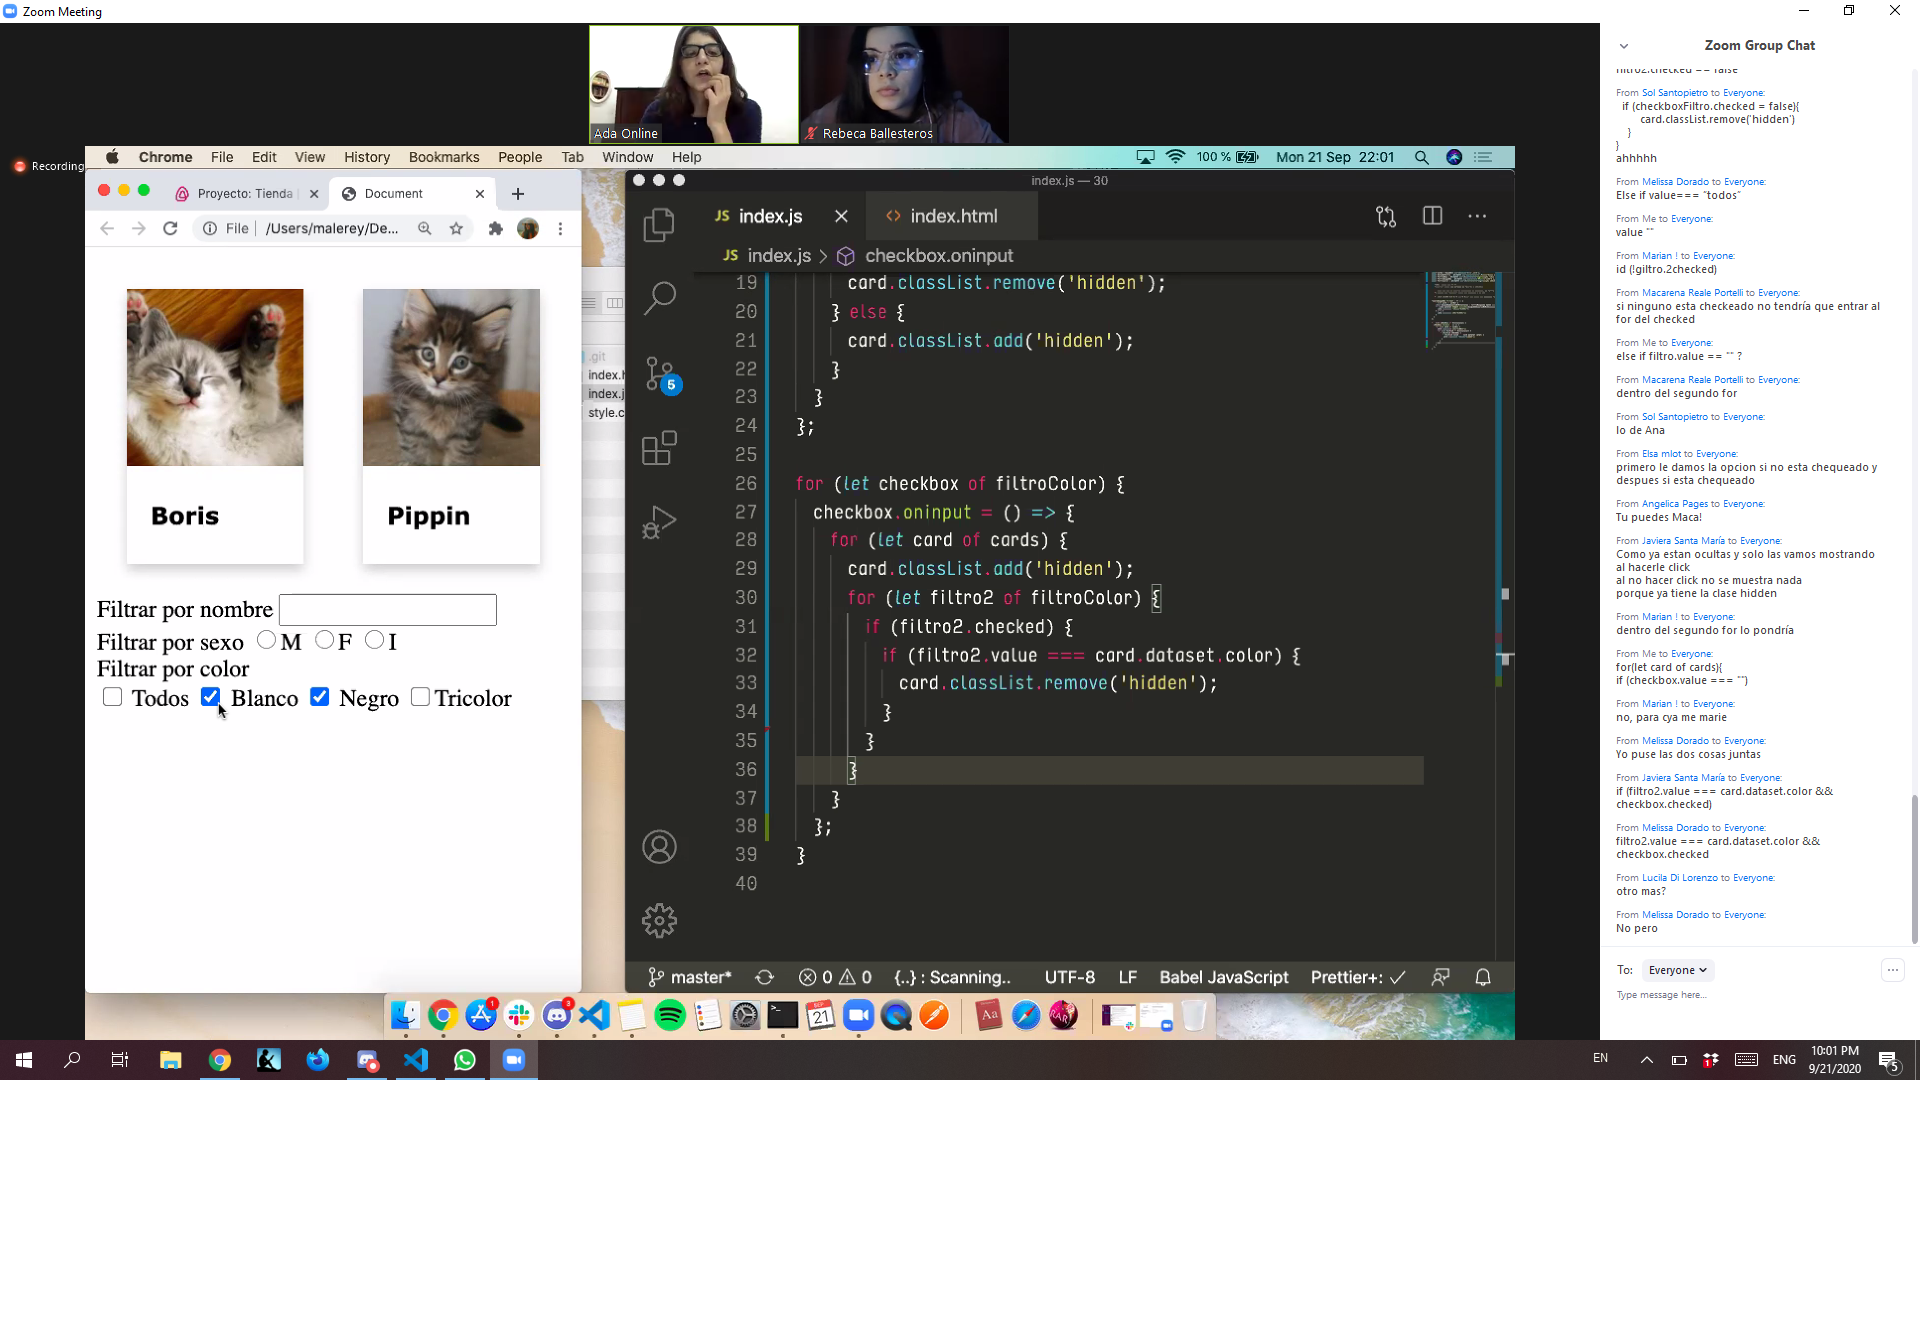 Zoom Meeting
Ada Online
Rebeca Ballesteros
Recording
Chrome File Edit View History Bookmarks People Tab Window Help
100 % Mon 21 Sep 22:01
Proyecto: Tienda
Document
File /Users/malerey/De...
Boris
Pippin
Filtrar por nombre
Filtrar por sexo M F I
Filtrar por color
Todos Blanco Negro Tricolor
.git
index.h
index.j
style.c
index.js — 30
JS index.js
<> index.html
JS index.js > checkbox.oninput
5
19 card.classList.remove('hidden');
20 } else {
21 card.classList.add('hidden');
22 }
23 }
24 };
25
26 for (let checkbox of filtroColor) {
27 checkbox.oninput = () => {
28 for (let card of cards) {
29 card.classList.add('hidden');
30 for (let filtro2 of filtroColor) {
31 if (filtro2.checked) {
32 if (filtro2.value === card.dataset.color) {
33 card.classList.remove('hidden');
34 }
35 }
36 }
37 }
38 };
39 }
40
master* 0 0 {..} : Scanning.. UTF-8 LF Babel JavaScript Prettier+: ✓
1
3
SEP
21
Aa
RAR
Zoom Group Chat
filtro2.checked == false
From Sol Santopietro to Everyone:
if (checkboxFiltro.checked = false){
card.classList.remove('hidden')
}
}
ahhhhh
From Melissa Dorado to Everyone:
Else if value=== "todos"
From Me to Everyone:
value ""
From Marian ! to Everyone:
id (!giltro.2checked)
From Macarena Reale Portelli to Everyone:
si ninguno esta checkeado no tendría que entrar al
for del checked
From Me to Everyone:
else if filtro.value == "" ?
From Macarena Reale Portelli to Everyone:
dentro del segundo for
From Sol Santopietro to Everyone:
lo de Ana
From Elsa mlot to Everyone:
primero le damos la opcion si no esta chequeado y
despues si esta chequeado
From Angelica Pages to Everyone:
Tu puedes Maca!
From Javiera Santa María to Everyone:
Como ya estan ocultas y solo las vamos mostrando
al hacerle click
al no hacer click no se muestra nada
porque ya tiene la clase hidden
From Marian ! to Everyone:
dentro del segundo for lo pondría
From Me to Everyone:
for(let card of cards){
if (checkbox.value === "")
From Marian ! to Everyone:
no, para cya me marie
From Melissa Dorado to Everyone:
Yo puse las dos cosas juntas
From Javiera Santa María to Everyone:
if (filtro2.value === card.dataset.color &&
checkbox.checked)
From Melissa Dorado to Everyone:
filtro2.value === card.dataset.color &&
checkbox.checked
From Lucila Di Lorenzo to Everyone:
otro mas?
From Melissa Dorado to Everyone:
No pero
To: Everyone
Type message here...
EN
1
ENG
10:01 PM
9/21/2020
5